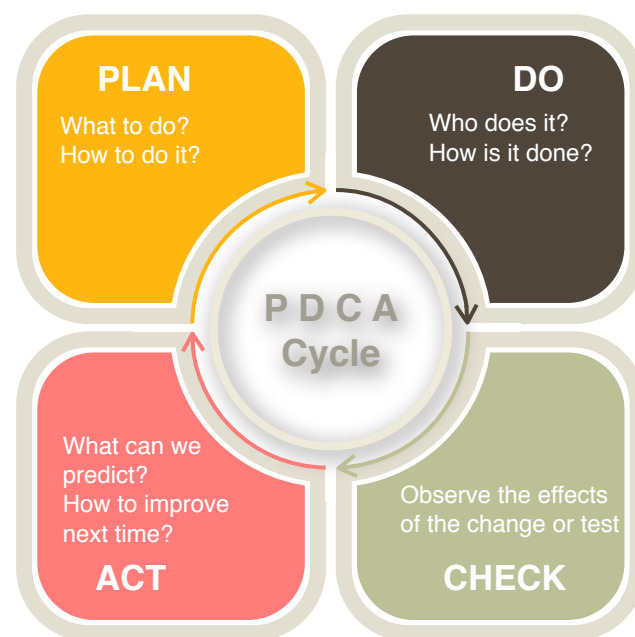 PLAN
What to do?
How to do it?
DO
Who does it?
How is it done?
P D C A
Cycle
What can we
predict?
How to improve
next time?
ACT
Observe the effects
of the change or test
CHECK